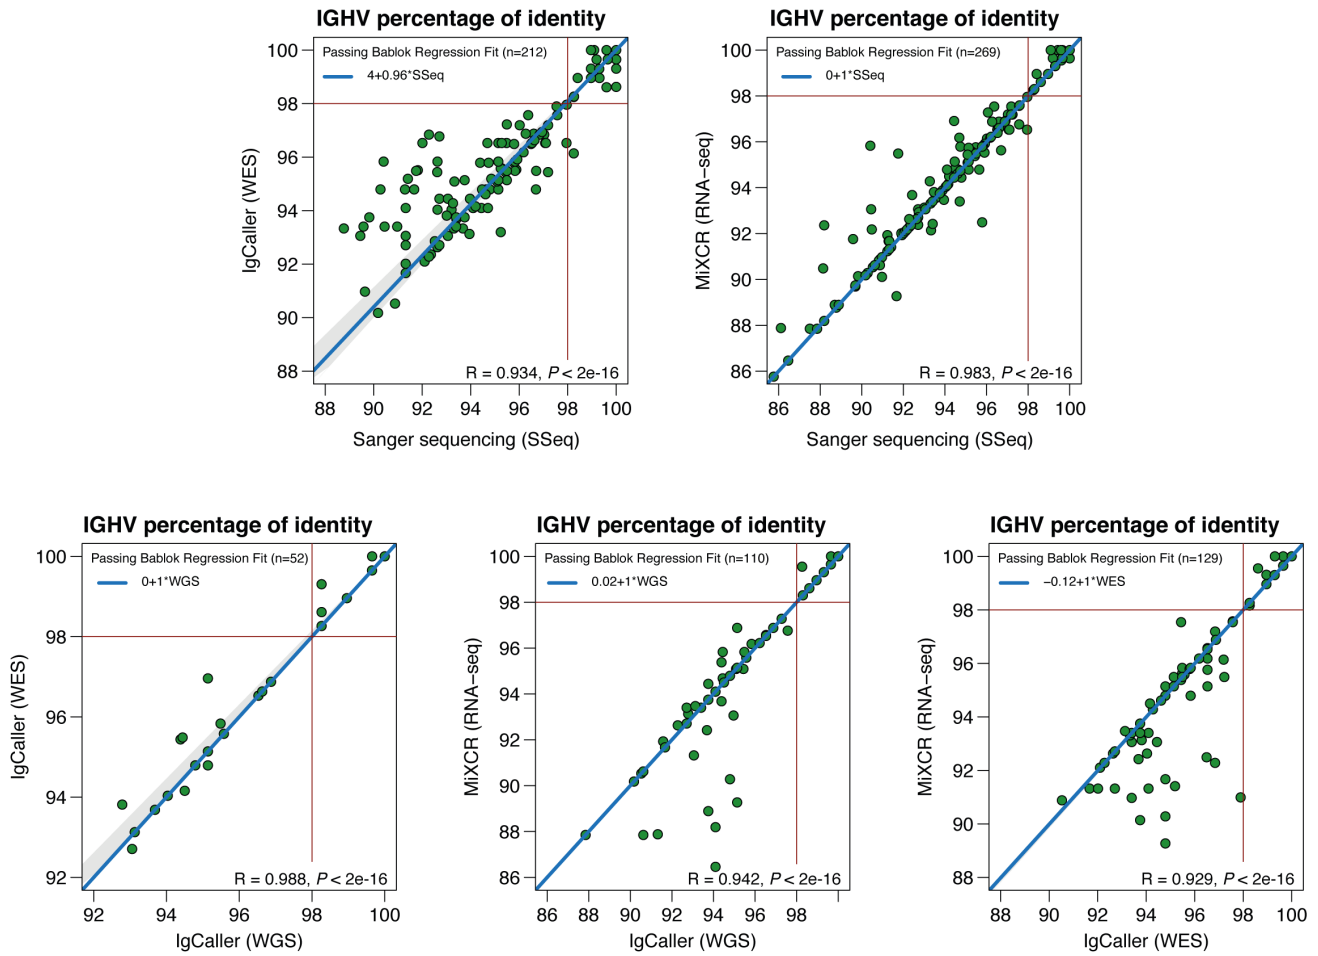 IGHV percentage of identity
Passing Bablok Regression Fit (n=212)
4+0.96*SSeq
100
98
96
94
92
90
88
IgCaller (WES)
R = 0.934, P < 2e-16
88 90 92 94 96 98 100
Sanger sequencing (SSeq)
IGHV percentage of identity
Passing Bablok Regression Fit (n=269)
0+1*SSeq
100
98
96
94
92
90
88
86
MiXCR (RNA−seq)
R = 0.983, P < 2e-16
86 88 90 92 94 96 98 100
Sanger sequencing (SSeq)
IGHV percentage of identity
Passing Bablok Regression Fit (n=52)
0+1*WGS
100
98
96
94
92
IgCaller (WES)
R = 0.988, P < 2e-16
92 94 96 98 100
IgCaller (WGS)
IGHV percentage of identity
Passing Bablok Regression Fit (n=110)
0.02+1*WGS
100
98
96
94
92
90
88
86
MiXCR (RNA−seq)
R = 0.942, P < 2e-16
86 88 90 92 94 96 98
IgCaller (WGS)
IGHV percentage of identity
Passing Bablok Regression Fit (n=129)
−0.12+1*WES
100
98
96
94
92
90
88
MiXCR (RNA−seq)
R = 0.929, P < 2e-16
88 90 92 94 96 98 100
IgCaller (WES)